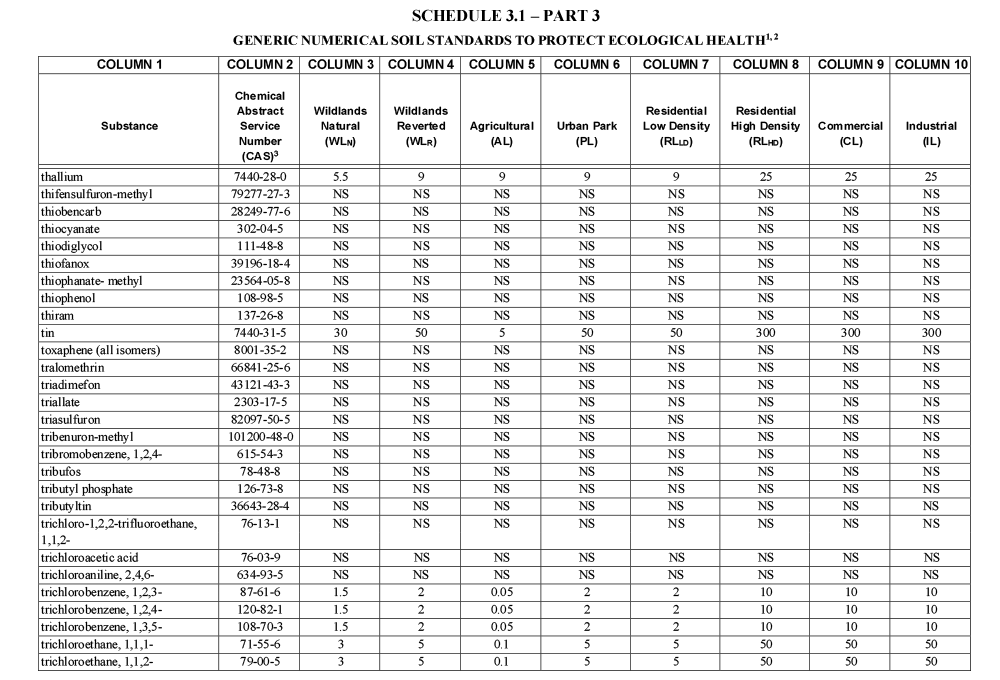 SCHEDULE 3.1 – PART 3
GENERIC NUMERICAL SOIL STANDARDS TO PROTECT ECOLOGICAL HEALTH1, 2
COLUMN 1 COLUMN 2 COLUMN 3 COLUMN 4 COLUMN 5 COLUMN 6 COLUMN 7 COLUMN 8 COLUMN 9 COLUMN 10
Substance Chemical Abstract Service Number (CAS)3 Wildlands Natural (WLN) Wildlands Reverted (WLR) Agricultural (AL) Urban Park (PL) Residential Low Density (RLLD) Residential High Density (RLHD) Commercial (CL) Industrial (IL)
thallium 7440-28-0 5.5 9 9 9 9 25 25 25
thifensulfuron-methyl 79277-27-3 NS NS NS NS NS NS NS NS
thiobencarb 28249-77-6 NS NS NS NS NS NS NS NS
thiocyanate 302-04-5 NS NS NS NS NS NS NS NS
thiodiglycol 111-48-8 NS NS NS NS NS NS NS NS
thiofanox 39196-18-4 NS NS NS NS NS NS NS NS
thiophanate- methyl 23564-05-8 NS NS NS NS NS NS NS NS
thiophenol 108-98-5 NS NS NS NS NS NS NS NS
thiram 137-26-8 NS NS NS NS NS NS NS NS
tin 7440-31-5 30 50 5 50 50 300 300 300
toxaphene (all isomers) 8001-35-2 NS NS NS NS NS NS NS NS
tralomethrin 66841-25-6 NS NS NS NS NS NS NS NS
triadimefon 43121-43-3 NS NS NS NS NS NS NS NS
triallate 2303-17-5 NS NS NS NS NS NS NS NS
triasulfuron 82097-50-5 NS NS NS NS NS NS NS NS
tribenuron-methyl 101200-48-0 NS NS NS NS NS NS NS NS
tribromobenzene, 1,2,4- 615-54-3 NS NS NS NS NS NS NS NS
tribufos 78-48-8 NS NS NS NS NS NS NS NS
tributyl phosphate 126-73-8 NS NS NS NS NS NS NS NS
tributyltin 36643-28-4 NS NS NS NS NS NS NS NS
trichloro-1,2,2-trifluoroethane, 76-13-1 NS NS NS NS NS NS NS NS
1,1,2-
trichloroacetic acid 76-03-9 NS NS NS NS NS NS NS NS
trichloroaniline, 2,4,6- 634-93-5 NS NS NS NS NS NS NS NS
trichlorobenzene, 1,2,3- 87-61-6 1.5 2 0.05 2 2 10 10 10
trichlorobenzene, 1,2,4- 120-82-1 1.5 2 0.05 2 2 10 10 10
trichlorobenzene, 1,3,5- 108-70-3 1.5 2 0.05 2 2 10 10 10
trichloroethane, 1,1,1- 71-55-6 3 5 0.1 5 5 50 50 50
trichloroethane, 1,1,2- 79-00-5 3 5 0.1 5 5 50 50 50